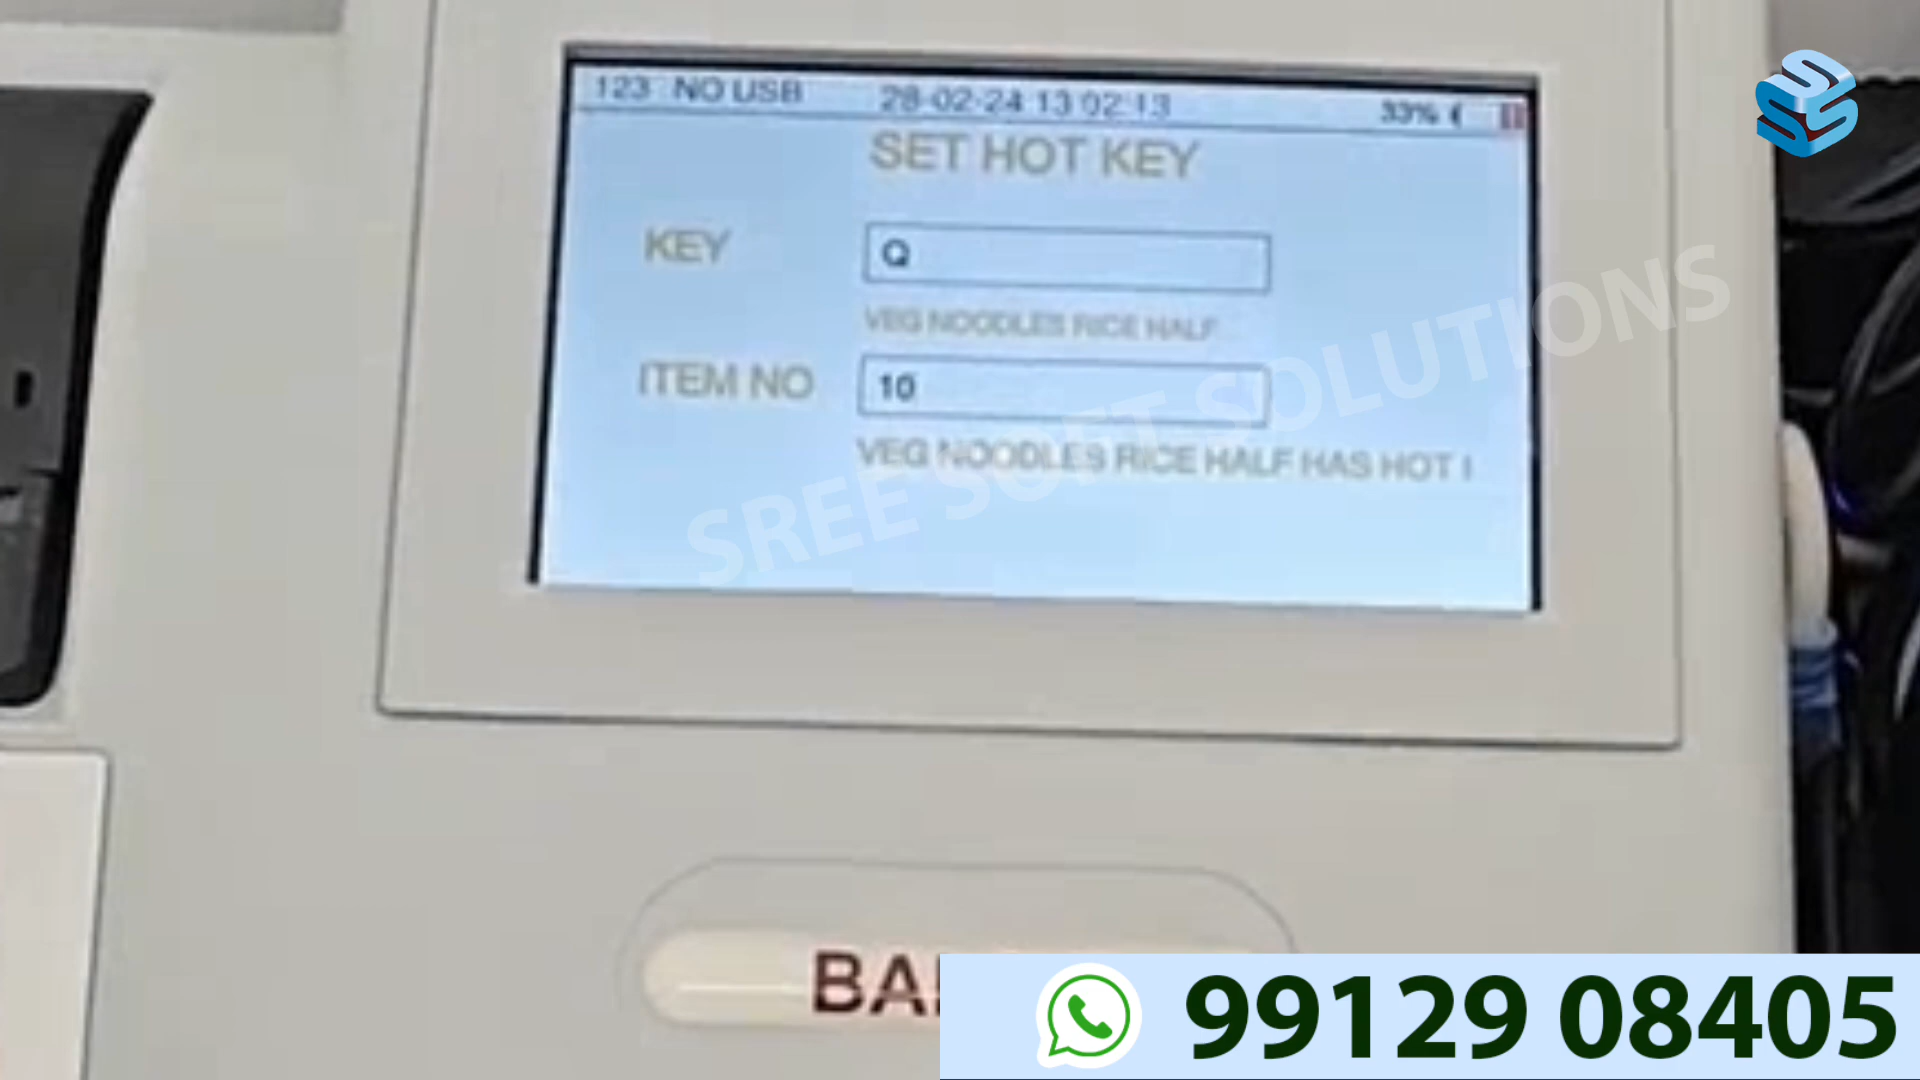 123 NO USB 28-02-24 13 02:13 33%
SET HOT KEY
KEY Q
VEG NOODLES RICE HALF
ITEM NO 10
VEG NOODLES RICE HALF HAS HOT
SREE SOFT SOLUTIONS
99129 08405